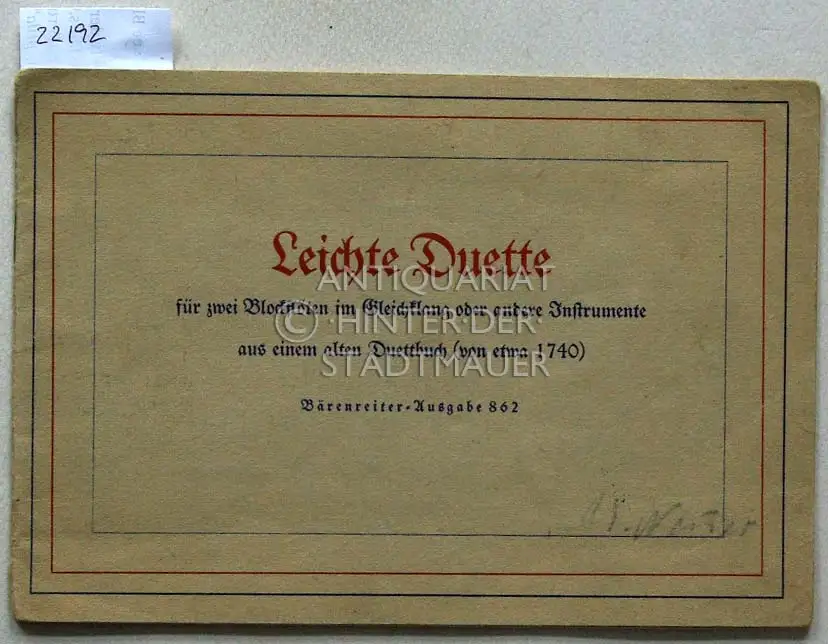 22192
Leichte Duette
für zwei Blockflöten im Gleichklang oder andere Instrumente
aus einem alten Duettbuch (von etwa 1740)
Bärenreiter-Ausgabe 862
ANTIQUARIAT
© ·HINTER·DER·
STADTMAUER